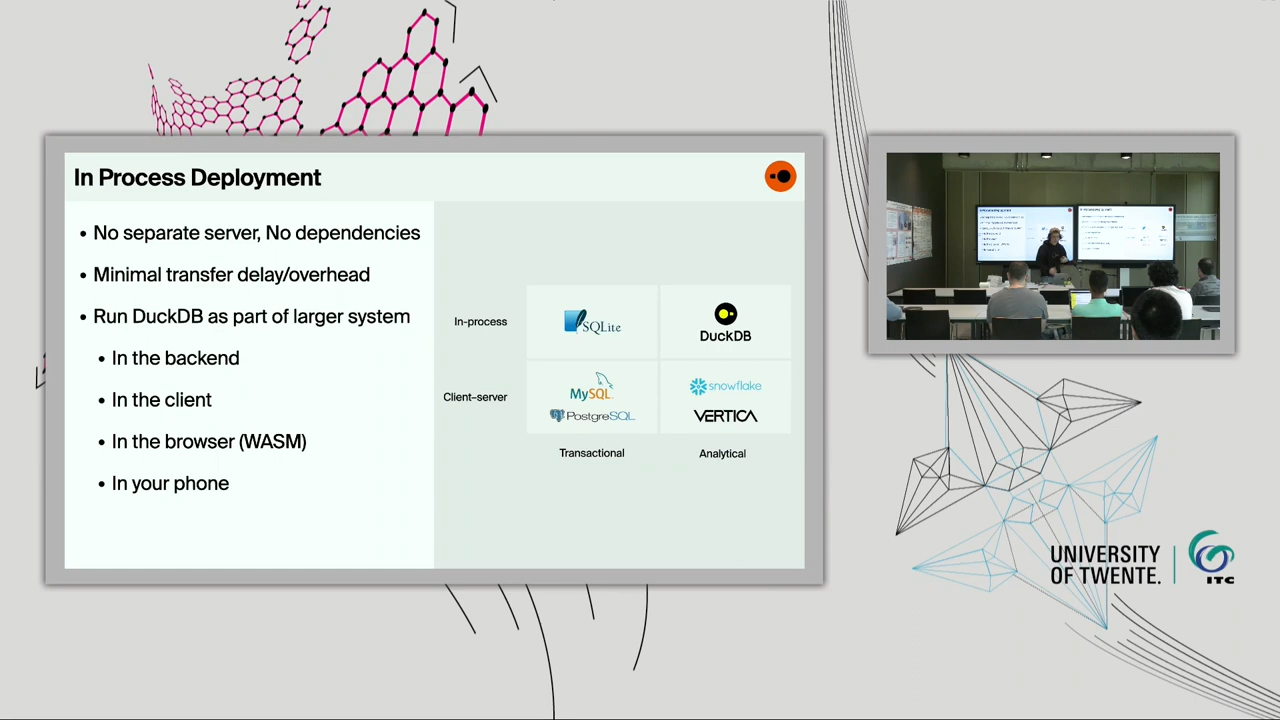 In Process Deployment
• No separate server, No dependencies
• Minimal transfer delay/overhead
• Run DuckDB as part of larger system
• In the backend
• In the client
• In the browser (WASM)
• In your phone
In-process
SQLite
DuckDB
Client-server
MySQL
PostgreSQL
snowflake
VERTICA
Transactional
Analytical
UNIVERSITY
OF TWENTE.
ITC